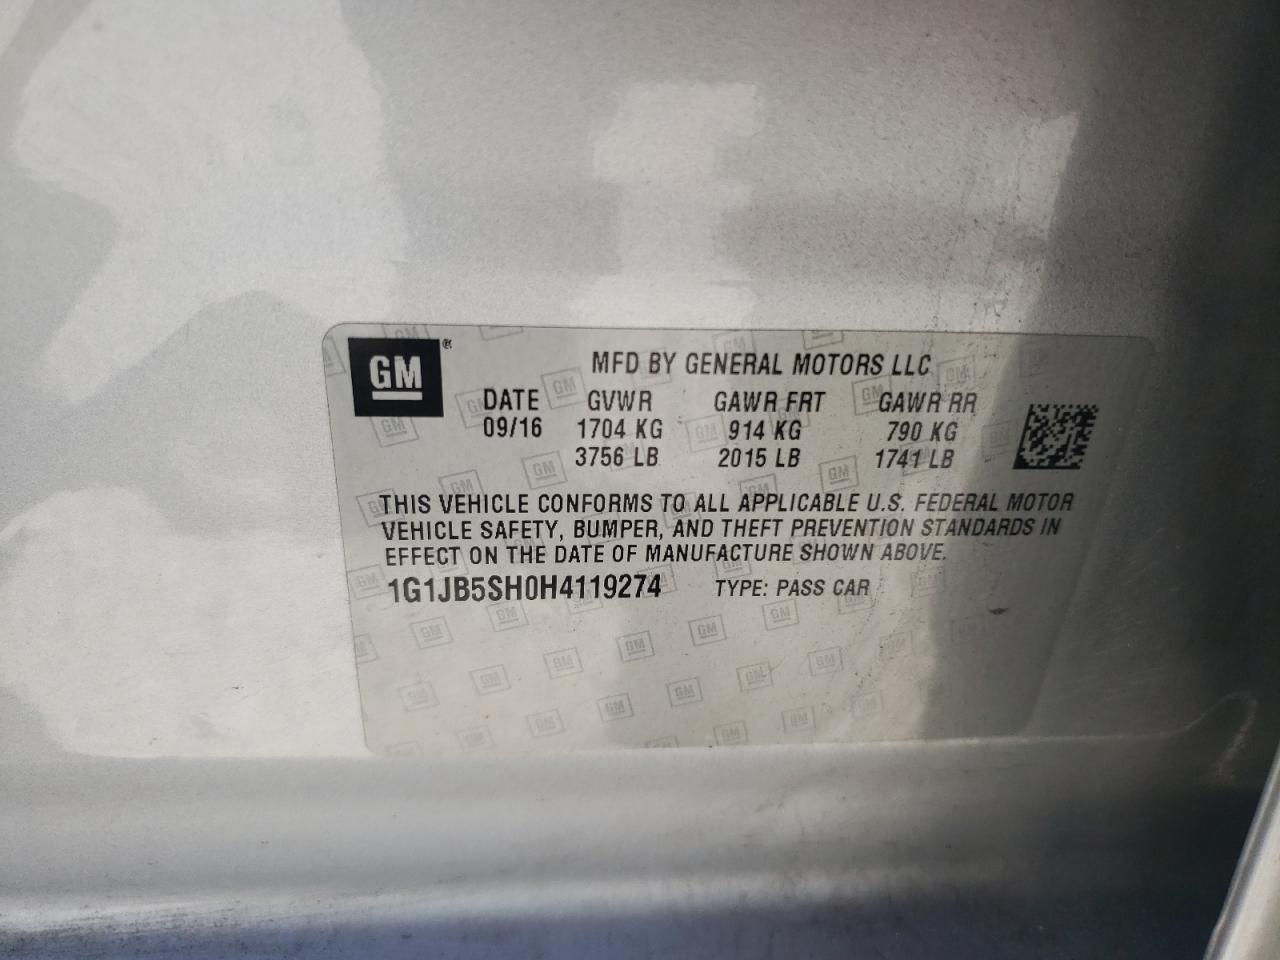 GM®
MFD BY GENERAL MOTORS LLC
DATE GVWR GAWR FRT GAWR RR
09/16 1704 KG 914 KG 790 KG
3756 LB 2015 LB 1741 LB
THIS VEHICLE CONFORMS TO ALL APPLICABLE U.S. FEDERAL MOTOR
VEHICLE SAFETY, BUMPER, AND THEFT PREVENTION STANDARDS IN
EFFECT ON THE DATE OF MANUFACTURE SHOWN ABOVE.
1G1JB5SH0H4119274 TYPE: PASS CAR